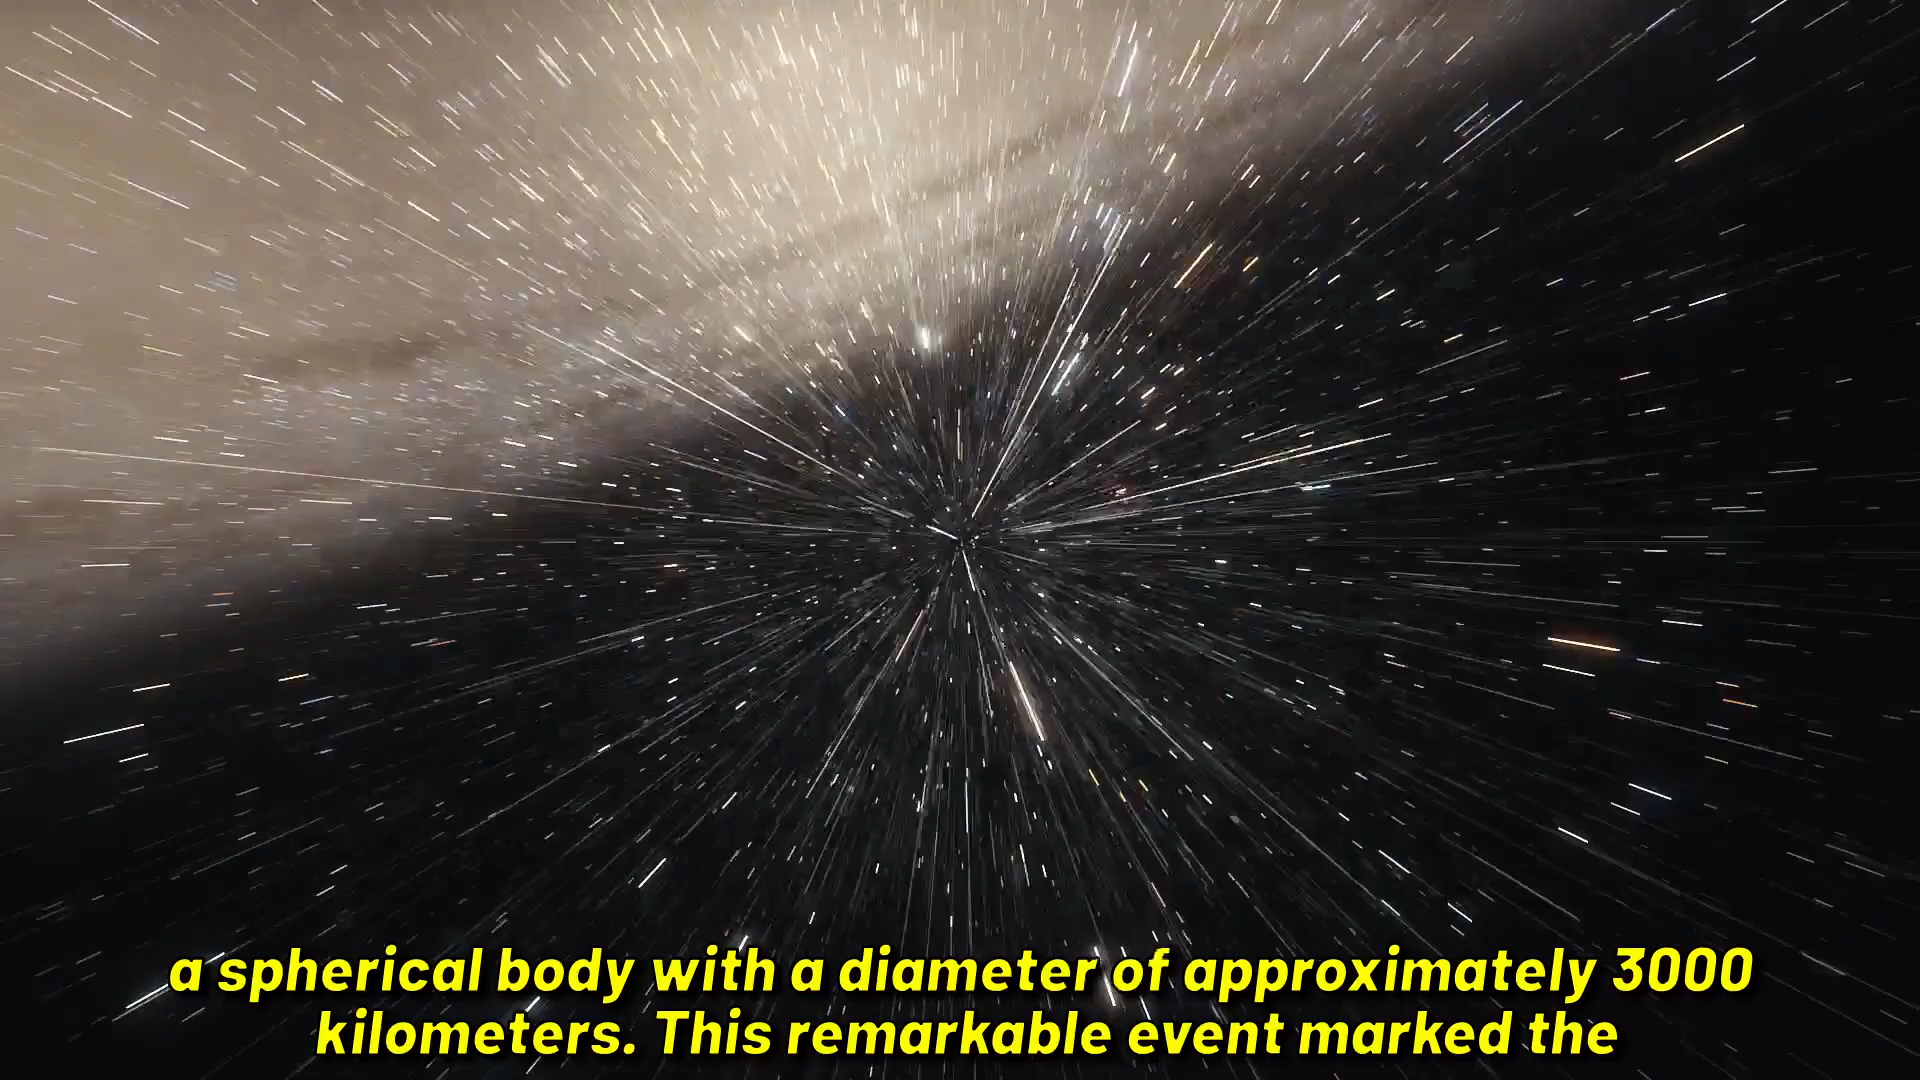 a spherical body with a diameter of approximately 3000
kilometers. This remarkable event marked the